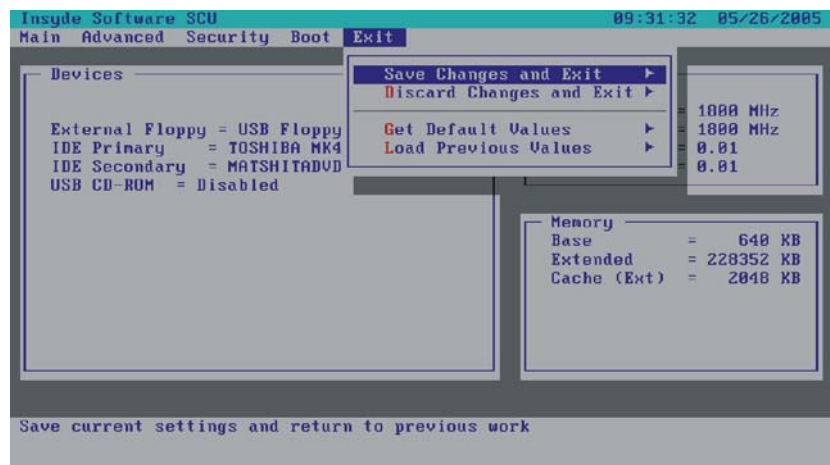 Insyde Software SCU 09:31:32 05/26/2005
Main Advanced Security Boot Exit
Devices
External Floppy = USB Floppy
IDE Primary = TOSHIBA MK4
IDE Secondary = MATSHITADVD
USB CD-ROM = Disabled
Save Changes and Exit
Discard Changes and Exit
Get Default Values
Load Previous Values
= 1800 MHz
= 1800 MHz
= 0.01
= 0.01
Memory
Base = 640 KB
Extended = 228352 KB
Cache (Ext) = 2048 KB
Save current settings and return to previous work